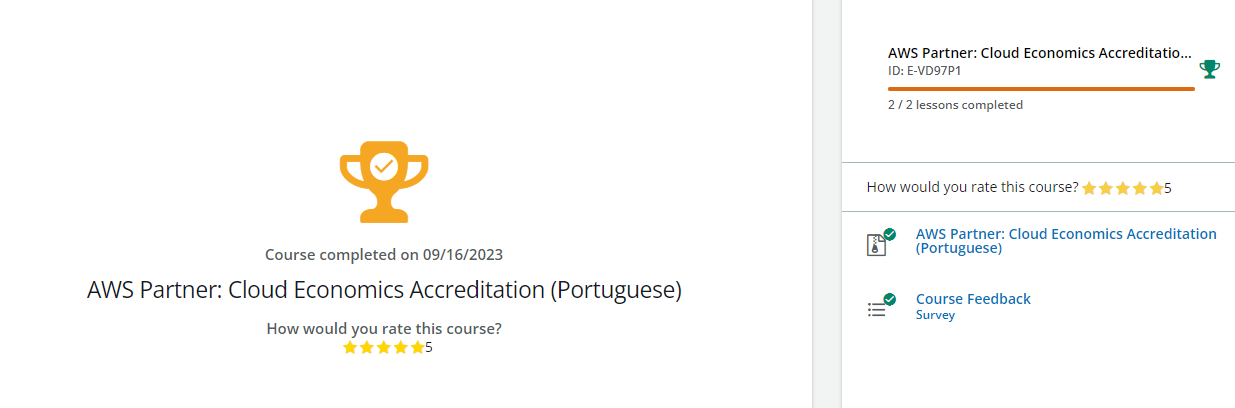 Course completed on 09/16/2023
AWS Partner: Cloud Economics Accreditation (Portuguese)
How would you rate this course?
5
AWS Partner: Cloud Economics Accreditatio...
ID: E-VD97P1
2 / 2 lessons completed
How would you rate this course? 5
AWS Partner: Cloud Economics Accreditation
(Portuguese)
Course Feedback
Survey